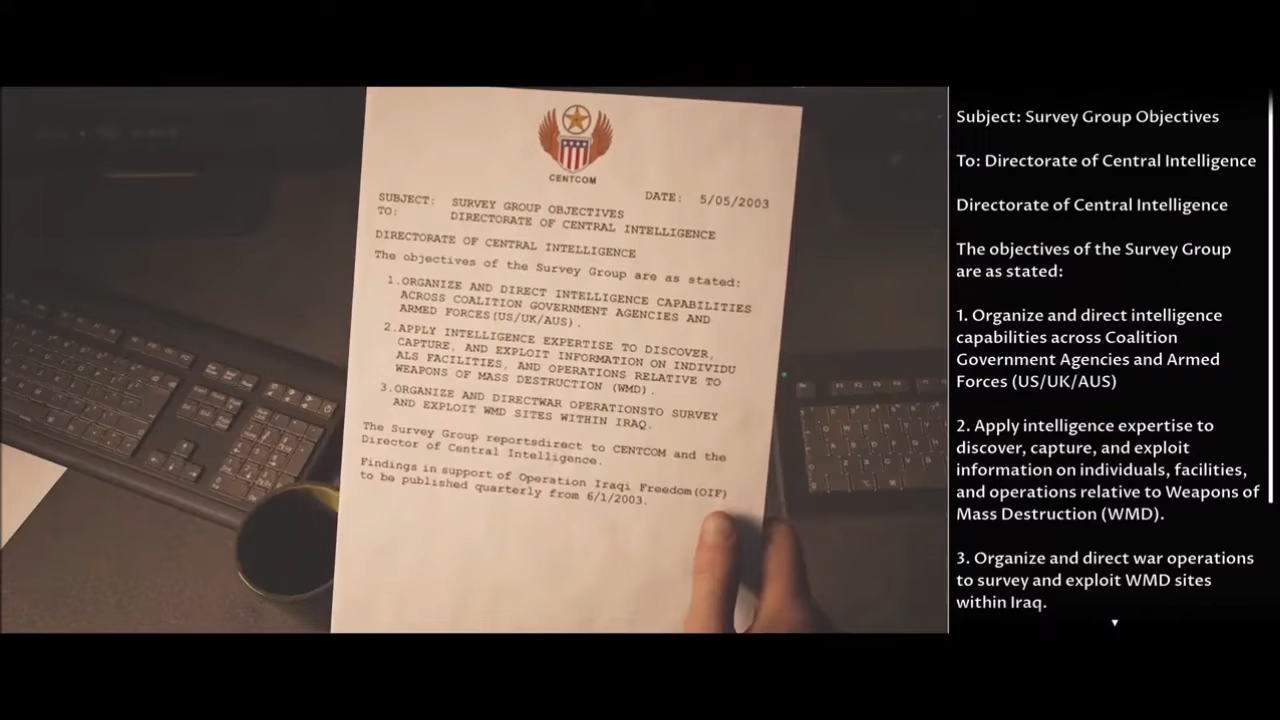 CENTCOM
DATE: 5/05/2003
SUBJECT: SURVEY GROUP OBJECTIVES
TO: DIRECTORATE OF CENTRAL INTELLIGENCE
DIRECTORATE OF CENTRAL INTELLIGENCE
The objectives of the Survey Group are as stated:
1.ORGANIZE AND DIRECT INTELLIGENCE CAPABILITIES
ACROSS COALITION GOVERNMENT AGENCIES AND
ARMED FORCES(US/UK/AUS).
2.APPLY INTELLIGENCE EXPERTISE TO DISCOVER,
CAPTURE, AND EXPLOIT INFORMATION ON INDIVIDU
ALS FACILITIES, AND OPERATIONS RELATIVE TO
WEAPONS OF MASS DESTRUCTION (WMD).
3.ORGANIZE AND DIRECTWAR OPERATIONSTO SURVEY
AND EXPLOIT WMD SITES WITHIN IRAQ.
The Survey Group reportsdirect to CENTCOM and the
Director of Central Intelligence.
Findings in support of Operation Iraqi Freedom(OIF)
to be published quarterly from 6/1/2003.
Subject: Survey Group Objectives
To: Directorate of Central Intelligence
Directorate of Central Intelligence
The objectives of the Survey Group
are as stated:
1. Organize and direct intelligence
capabilities across Coalition
Government Agencies and Armed
Forces (US/UK/AUS)
2. Apply intelligence expertise to
discover, capture, and exploit
information on individuals, facilities,
and operations relative to Weapons of
Mass Destruction (WMD).
3. Organize and direct war operations
to survey and exploit WMD sites
within Iraq.